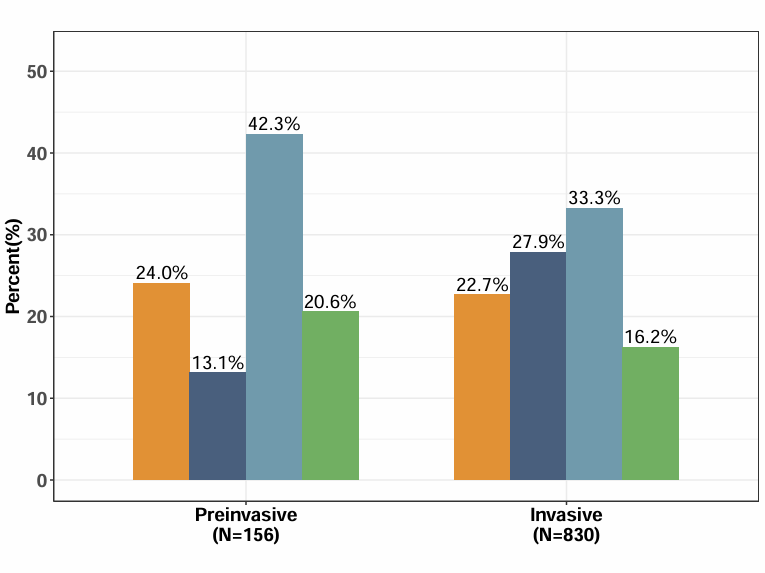 Percent(%)
50
40
30
20
10
0
24.0%
13.1%
42.3%
20.6%
22.7%
27.9%
33.3%
16.2%
Preinvasive
(N=156)
Invasive
(N=830)